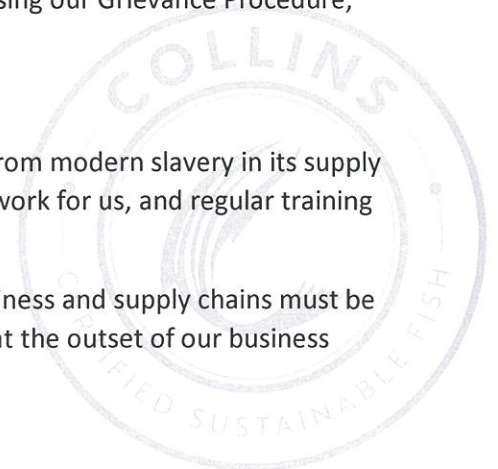 sing our Grievance Procedure,
COLLINS
rom modern slavery in its supply
work for us, and regular training
iness and supply chains must be
at the outset of our business
CERTIFIED SUSTAINABLE FISH